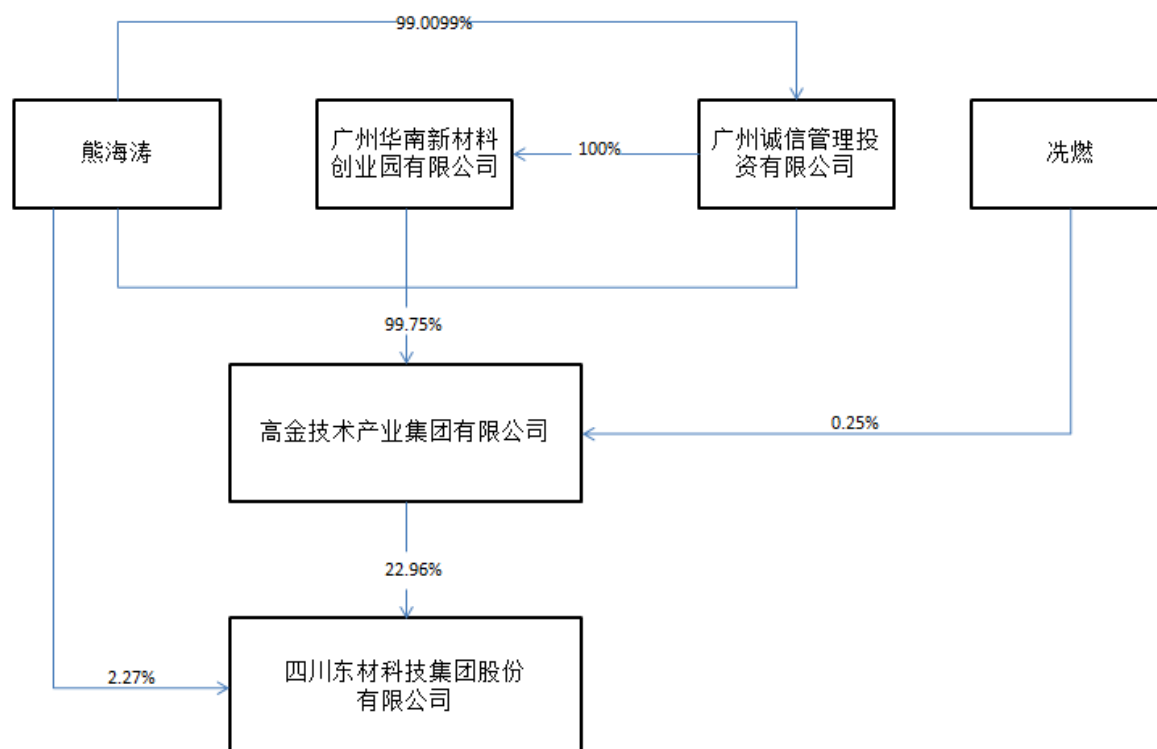 99.0099%
熊海涛
广州华南新材料
创业园有限公司
100%
广州诚信管理投
资有限公司
冼燃
99.75%
高金技术产业集团有限公司
0.25%
22.96%
四川东材科技集团股份
有限公司
2.27%